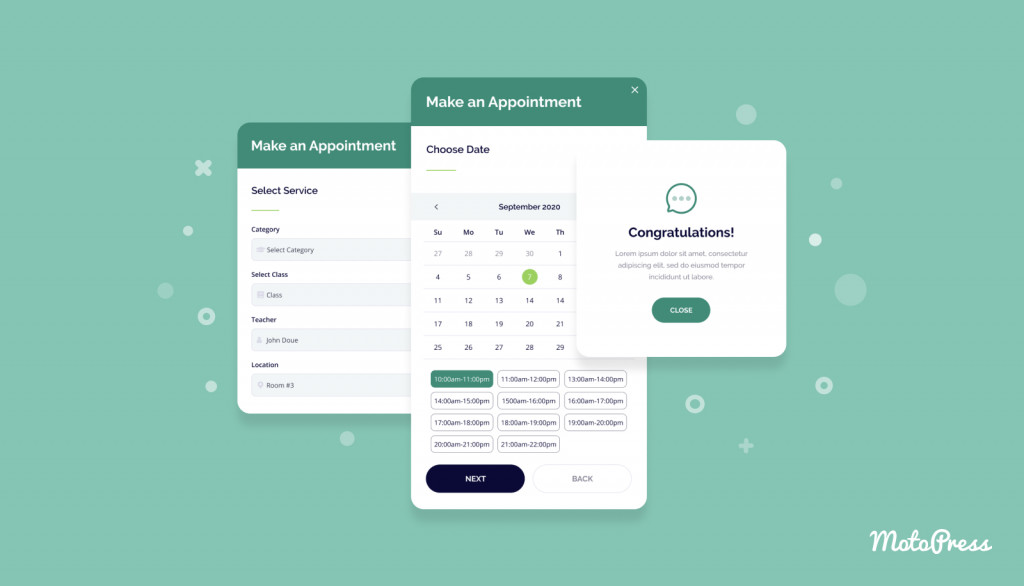 Make an Appointment
Select Service
Category
Select Category
Select Class
Class
Teacher
John Doue
Location
Room #3
Make an Appointment
Choose Date
September 2020
Su Mo Tu We Th
27 28 29 30 1
4 5 6 7 8
11 12 13 14 14
17 18 19 20 21
25 26 27 28 29
10:00am-11:00pm 11:00am-12:00pm 13:00am-14:00pm
14:00am-15:00pm 1500am-16:00pm 16:00am-17:00pm
17:00am-18:00pm 18:00am-19:00pm 19:00am-20:00pm
20:00am-21:00pm 21:00am-22:00pm
NEXT BACK
Congratulations!
Lorem ipsum dolor sit amet, consectetur
adipiscing elit, sed do eiusmod tempor
incididunt ut labore.
CLOSE
MotoPress